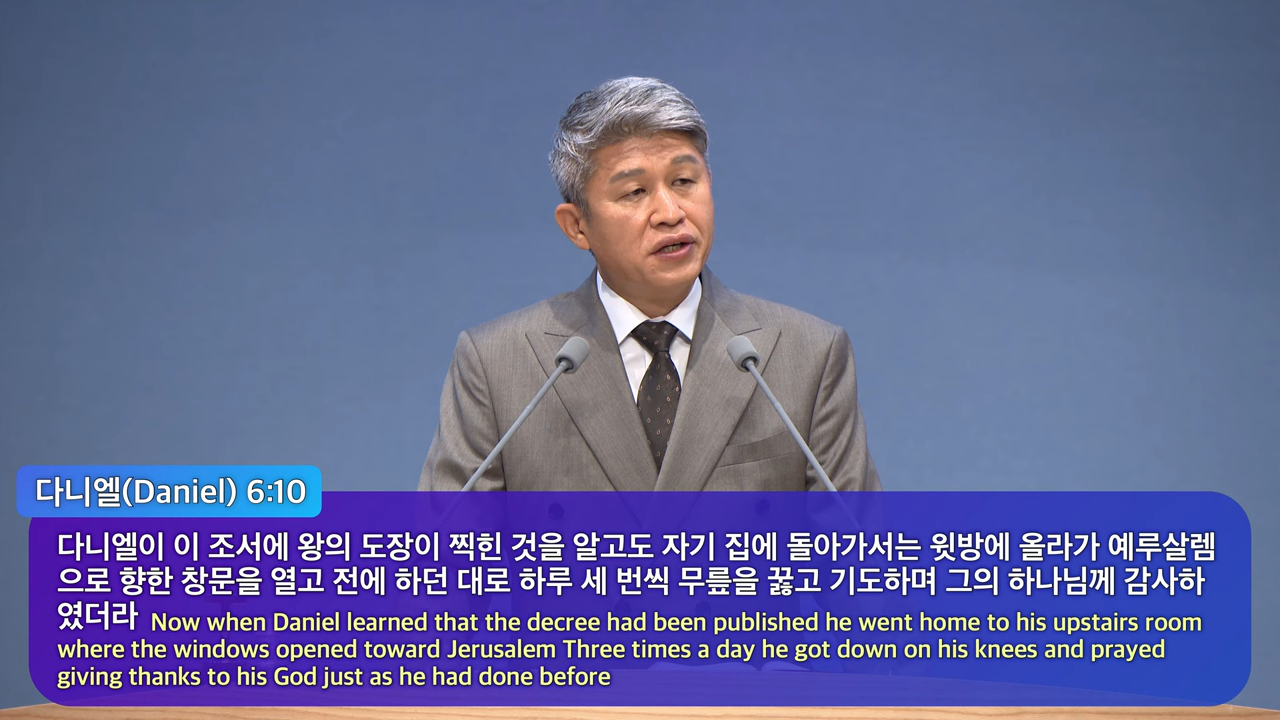 다니엘(Daniel) 6:10
다니엘이 이 조서에 왕의 도장이 찍힌 것을 알고도 자기 집에 돌아가서는 윗방에 올라가 예루살렘
으로 향한 창문을 열고 전에 하던 대로 하루 세 번씩 무릎을 꿇고 기도하며 그의 하나님께 감사하
였더라 Now when Daniel learned that the decree had been published he went home to his upstairs room
where the windows opened toward Jerusalem Three times a day he got down on his knees and prayed
giving thanks to his God just as he had done before